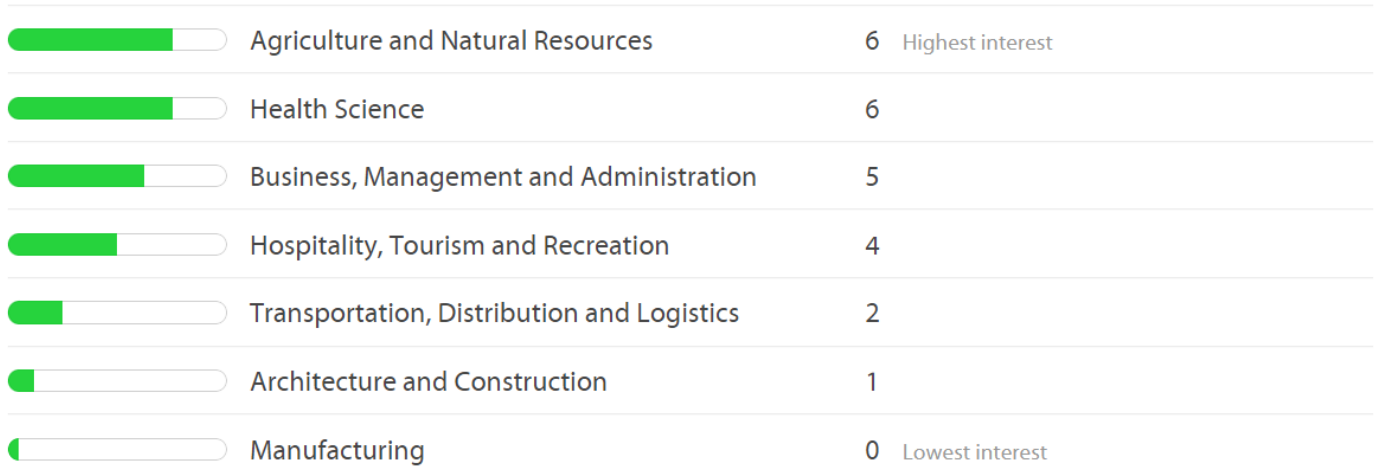 Agriculture and Natural Resources 6 Highest interest
Health Science 6
Business, Management and Administration 5
Hospitality, Tourism and Recreation 4
Transportation, Distribution and Logistics 2
Architecture and Construction 1
Manufacturing 0 Lowest interest